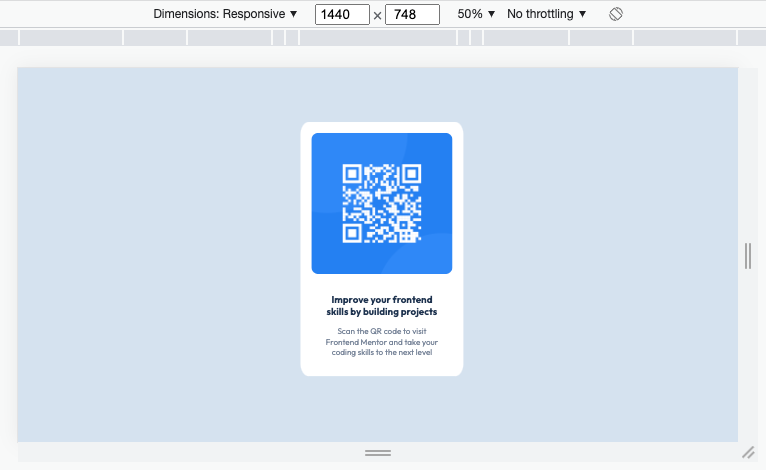 Dimensions: Responsive ▼ 1440 × 748 50% ▼ No throttling ▼
Improve your frontend
skills by building projects
Scan the QR code to visit
Frontend Mentor and take your
coding skills to the next level